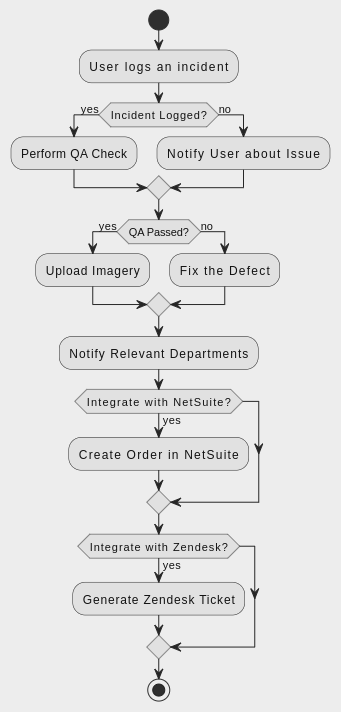 User logs an incident
yes
Incident Logged?
no
Perform QA Check
Notify User about Issue
yes
QA Passed?
no
Upload Imagery
Fix the Defect
Notify Relevant Departments
Integrate with NetSuite?
yes
Create Order in NetSuite
Integrate with Zendesk?
yes
Generate Zendesk Ticket